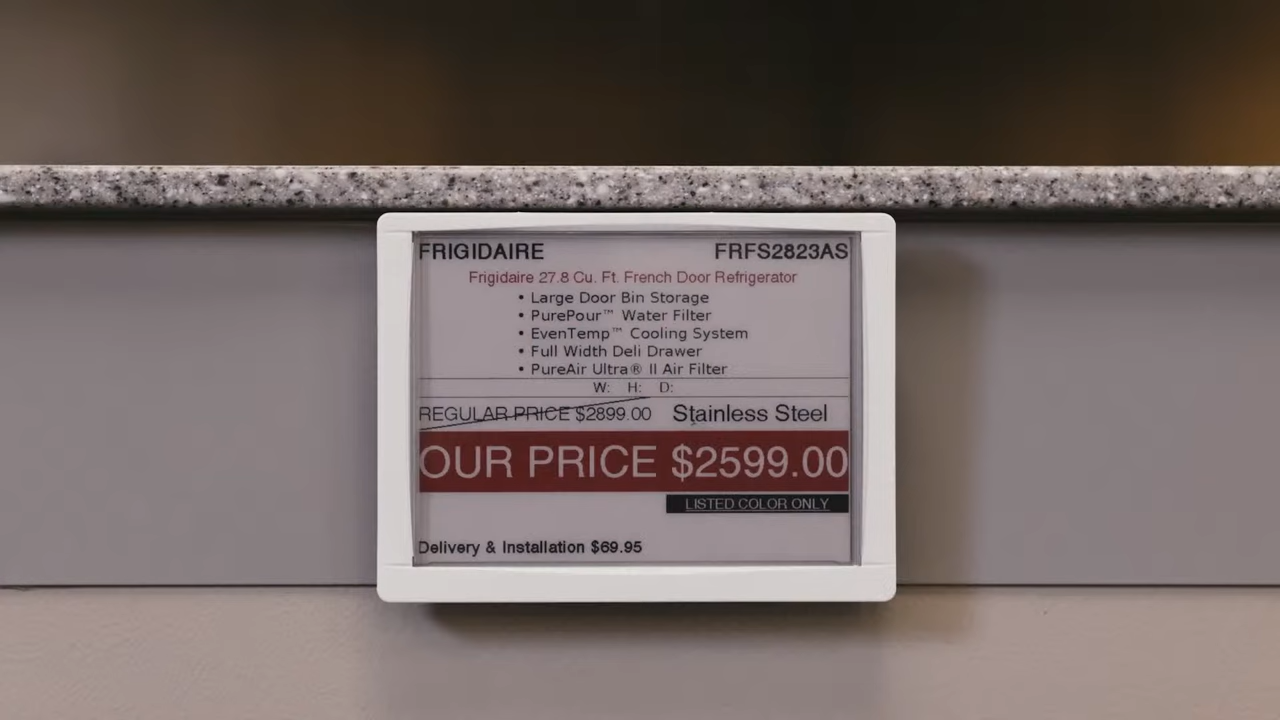 FRIGIDAIRE FRFS2823AS
Frigidaire 27.8 Cu. Ft. French Door Refrigerator
• Large Door Bin Storage
• PurePour™ Water Filter
• EvenTemp™ Cooling System
• Full Width Deli Drawer
• PureAir Ultra® II Air Filter
W: H: D:
REGULAR PRICE $2899.00 Stainless Steel
OUR PRICE $2599.00
LISTED COLOR ONLY
Delivery & Installation $69.95